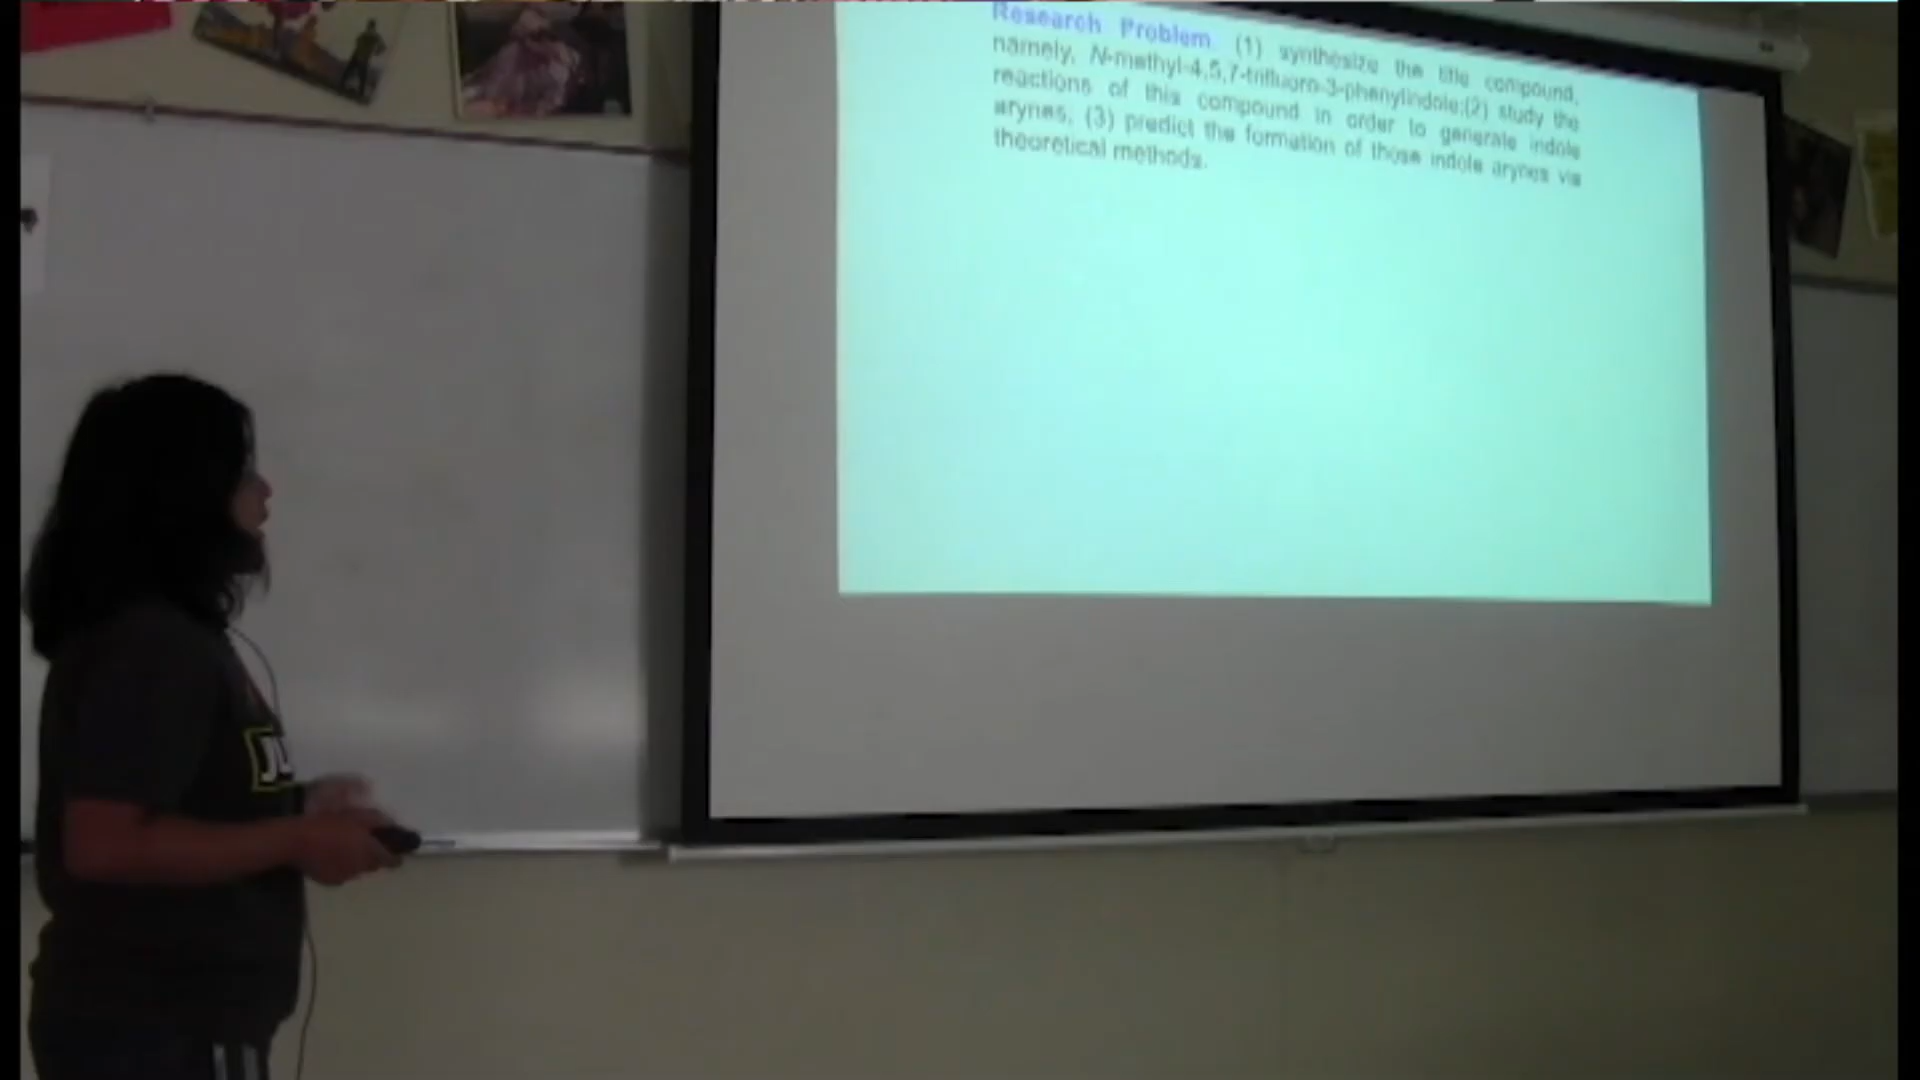 Research Problem. (1) synthesize the title compound,
namely, N-methyl-4,5,7-trifluoro-3-phenylindole;(2) study the
reactions of this compound in order to generate indole
arynes, (3) predict the formation of those indole arynes via
theoretical methods.
JU